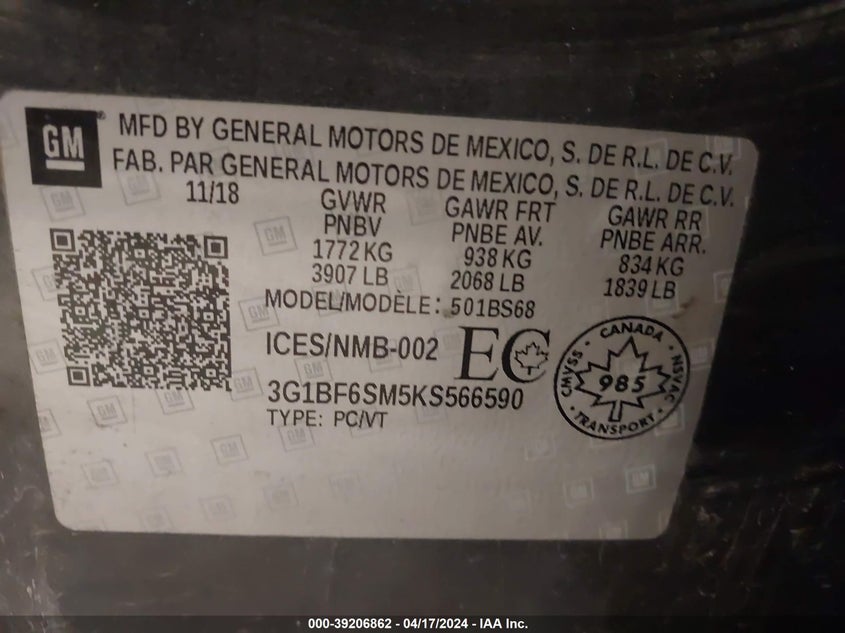 GM
MFD BY GENERAL MOTORS DE MEXICO, S. DE R.L. DE C.V.
FAB. PAR GENERAL MOTORS DE MEXICO, S. DE R.L. DE C.V.
11/18 GVWR GAWR FRT GAWR RR
PNBV PNBE AV. PNBE ARR.
1772 KG 938 KG 834 KG
3907 LB 2068 LB 1839 LB
MODEL/MODÈLE: 501BS68
ICES/NMB-002 EC
CANADA
CMVSS 985 NSVAC
TRANSPORT
3G1BF6SM5KS566590
TYPE: PC/VT
000-39206862 - 04/17/2024 - IAA Inc.